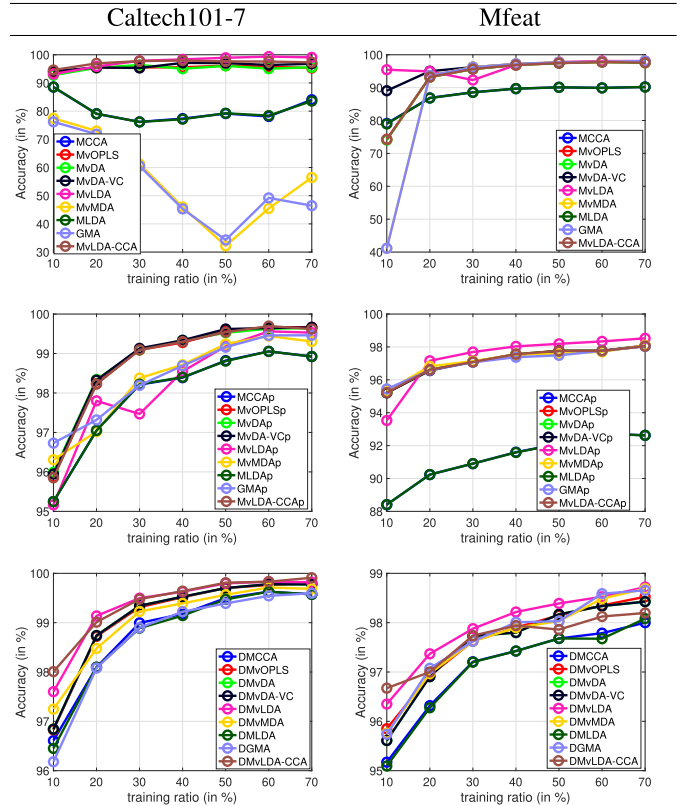 Caltech101-7 Mfeat
100
90
80
70
60
50
40
30
Accuracy (in %)
MCCA
MvOPLS
MvDA
MvDA-VC
MvLDA
MvMDA
MLDA
GMA
MvLDA-CCA
10 20 30 40 50 60 70
training ratio (in %)
100
90
80
70
60
50
40
Accuracy (in %)
MCCA
MvOPLS
MvDA
MvDA-VC
MvLDA
MvMDA
MLDA
GMA
MvLDA-CCA
10 20 30 40 50 60 70
training ratio (in %)
100
99
98
97
96
95
Accuracy (in %)
MCCAp
MvOPLSp
MvDAp
MvDA-VCp
MvLDAp
MvMDAp
MLDAp
GMAp
MvLDA-CCAp
10 20 30 40 50 60 70
training ratio (in %)
100
98
96
94
92
90
88
Accuracy (in %)
MCCAp
MvOPLSp
MvDAp
MvDA-VCp
MvLDAp
MvMDAp
MLDAp
GMAp
MvLDA-CCAp
10 20 30 40 50 60 70
training ratio (in %)
100
99
98
97
96
Accuracy (in %)
DMCCA
DMvOPLS
DMvDA
DMvDA-VC
DMvLDA
DMvMDA
DMLDA
DGMA
DMvLDA-CCA
10 20 30 40 50 60 70
training ratio (in %)
99
98
97
96
95
Accuracy (in %)
DMCCA
DMvOPLS
DMvDA
DMvDA-VC
DMvLDA
DMvMDA
DMLDA
DGMA
DMvLDA-CCA
10 20 30 40 50 60 70
training ratio (in %)